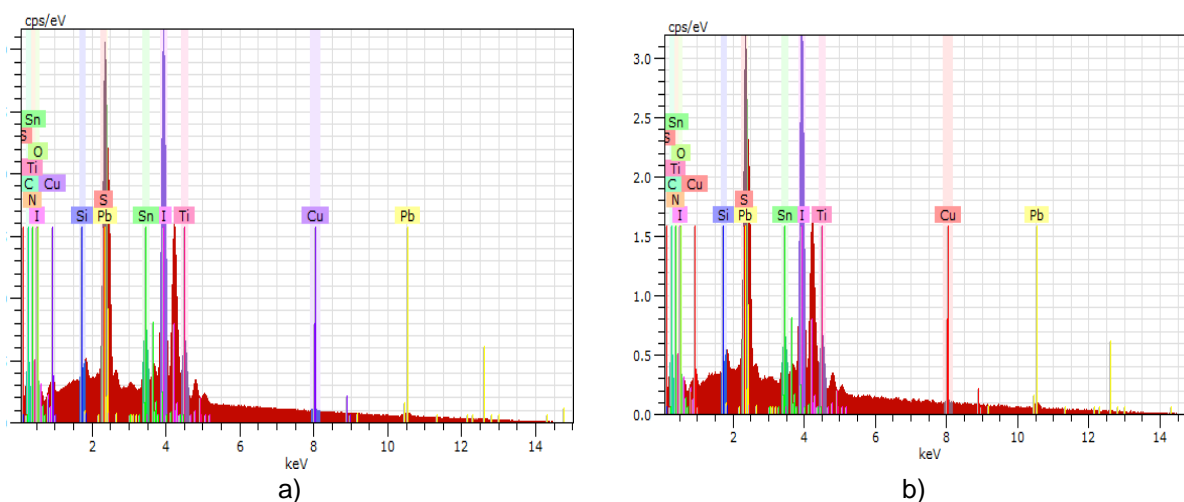 cps/eV
Sn
S
O
Ti
C Cu
N
I Si Pb S Sn I Ti Cu Pb
2 4 6 8 10 12 14
keV
a)
cps/eV
3.0
2.5
Sn
S
O
2.0
Ti
C Cu
N
S
I Si Pb Sn I Ti Cu Pb
1.5
1.0
0.5
0.0
2 4 6 8 10 12 14
keV
b)